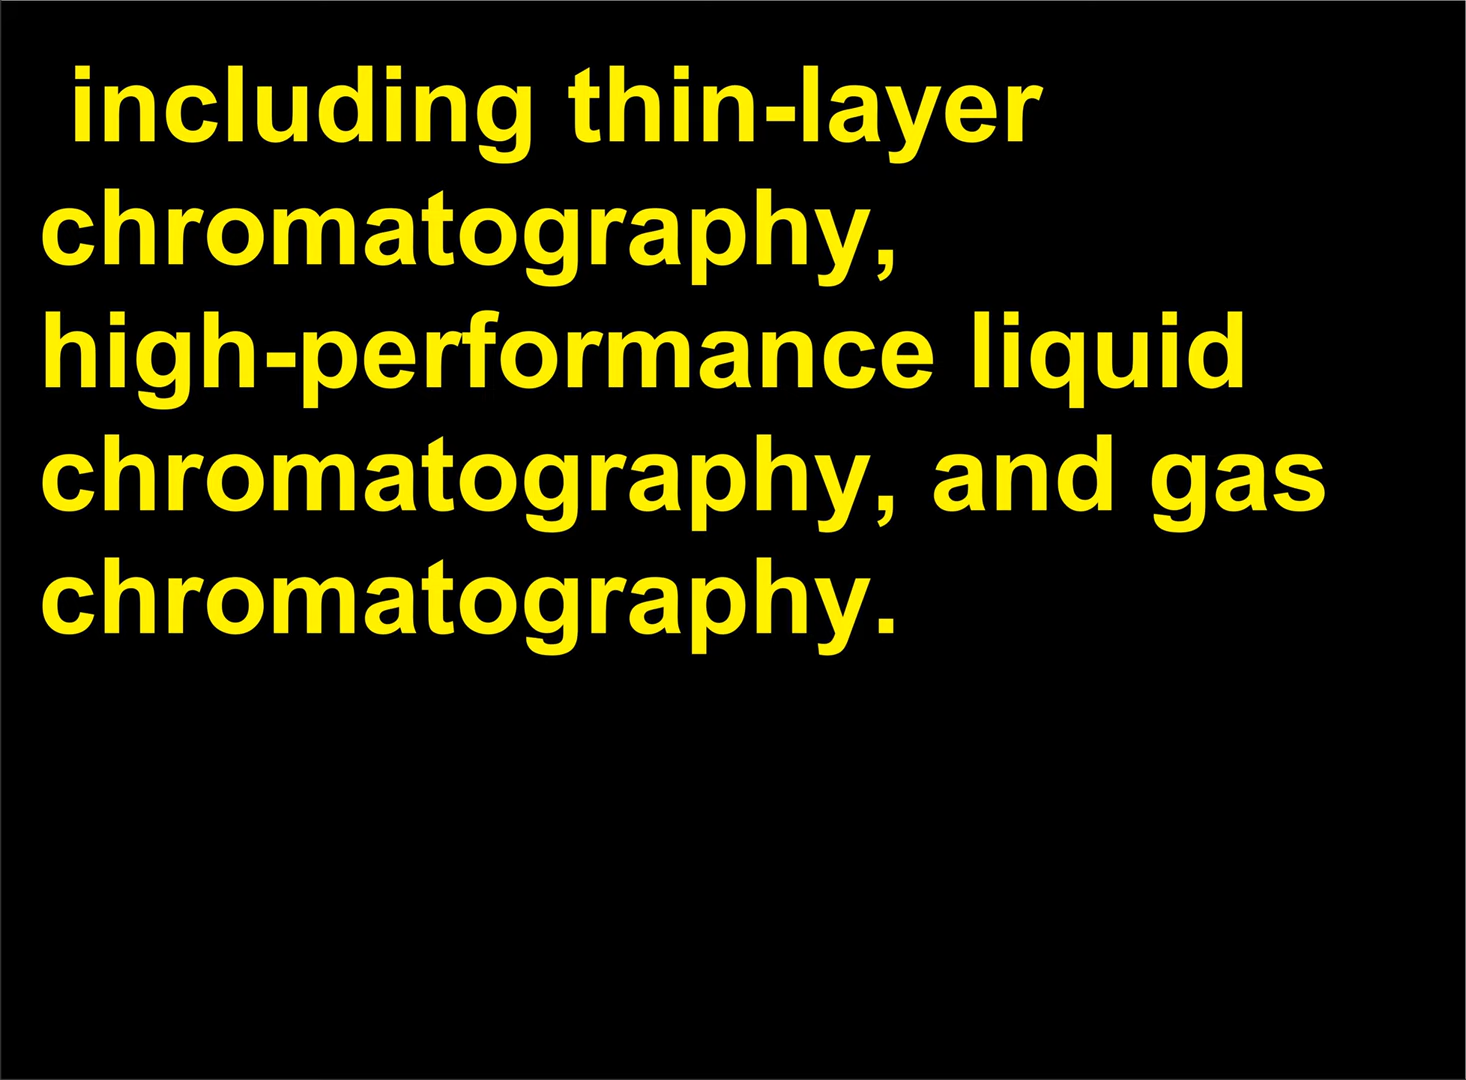 including thin-layer
chromatography,
high-performance liquid
chromatography, and gas
chromatography.